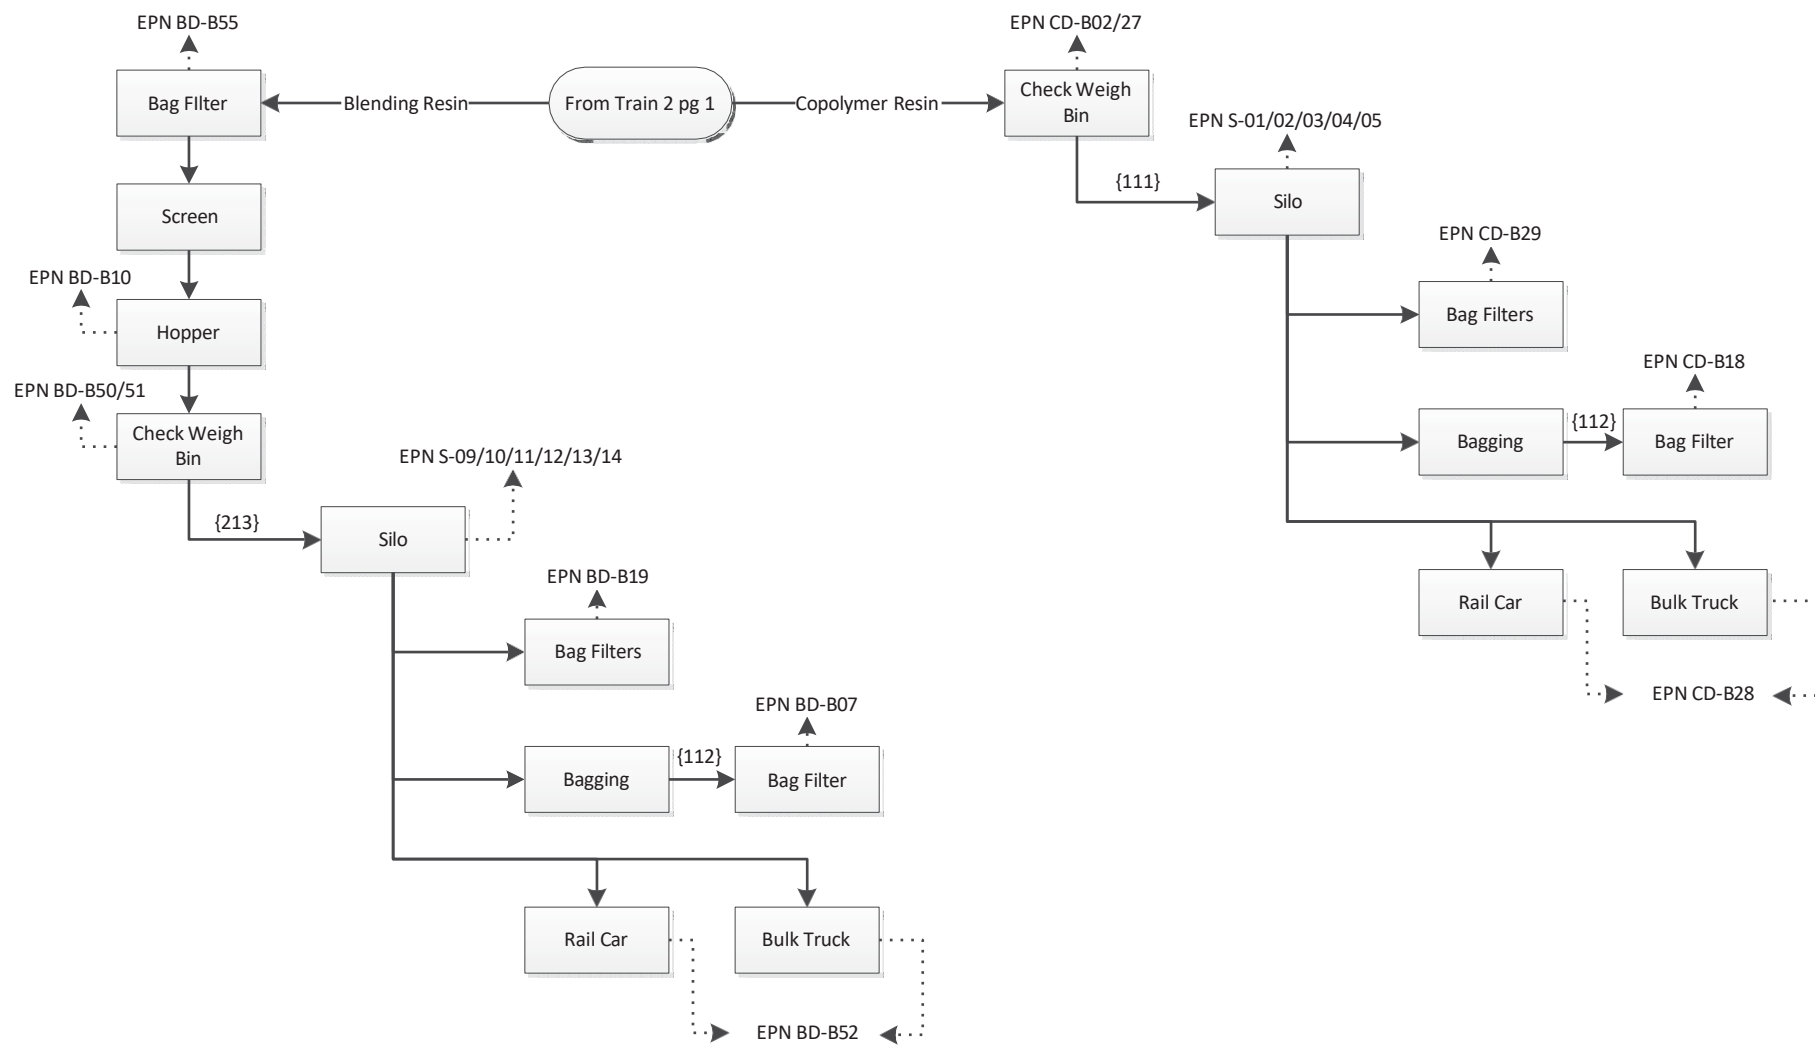 EPN BD-B55
EPN CD-B02/27
Bag FIlter
Blending Resin
From Train 2 pg 1
Copolymer Resin
Check Weigh
Bin
EPN S-01/02/03/04/05
{111}
Silo
Screen
EPN CD-B29
EPN BD-B10
Bag Filters
Hopper
EPN CD-B18
EPN BD-B50/51
{112}
Bagging
Bag Filter
Check Weigh
Bin
EPN S-09/10/11/12/13/14
{213}
Silo
EPN BD-B19
Rail Car
Bulk Truck
Bag Filters
EPN CD-B28
EPN BD-B07
{112}
Bagging
Bag Filter
Rail Car
Bulk Truck
EPN BD-B52